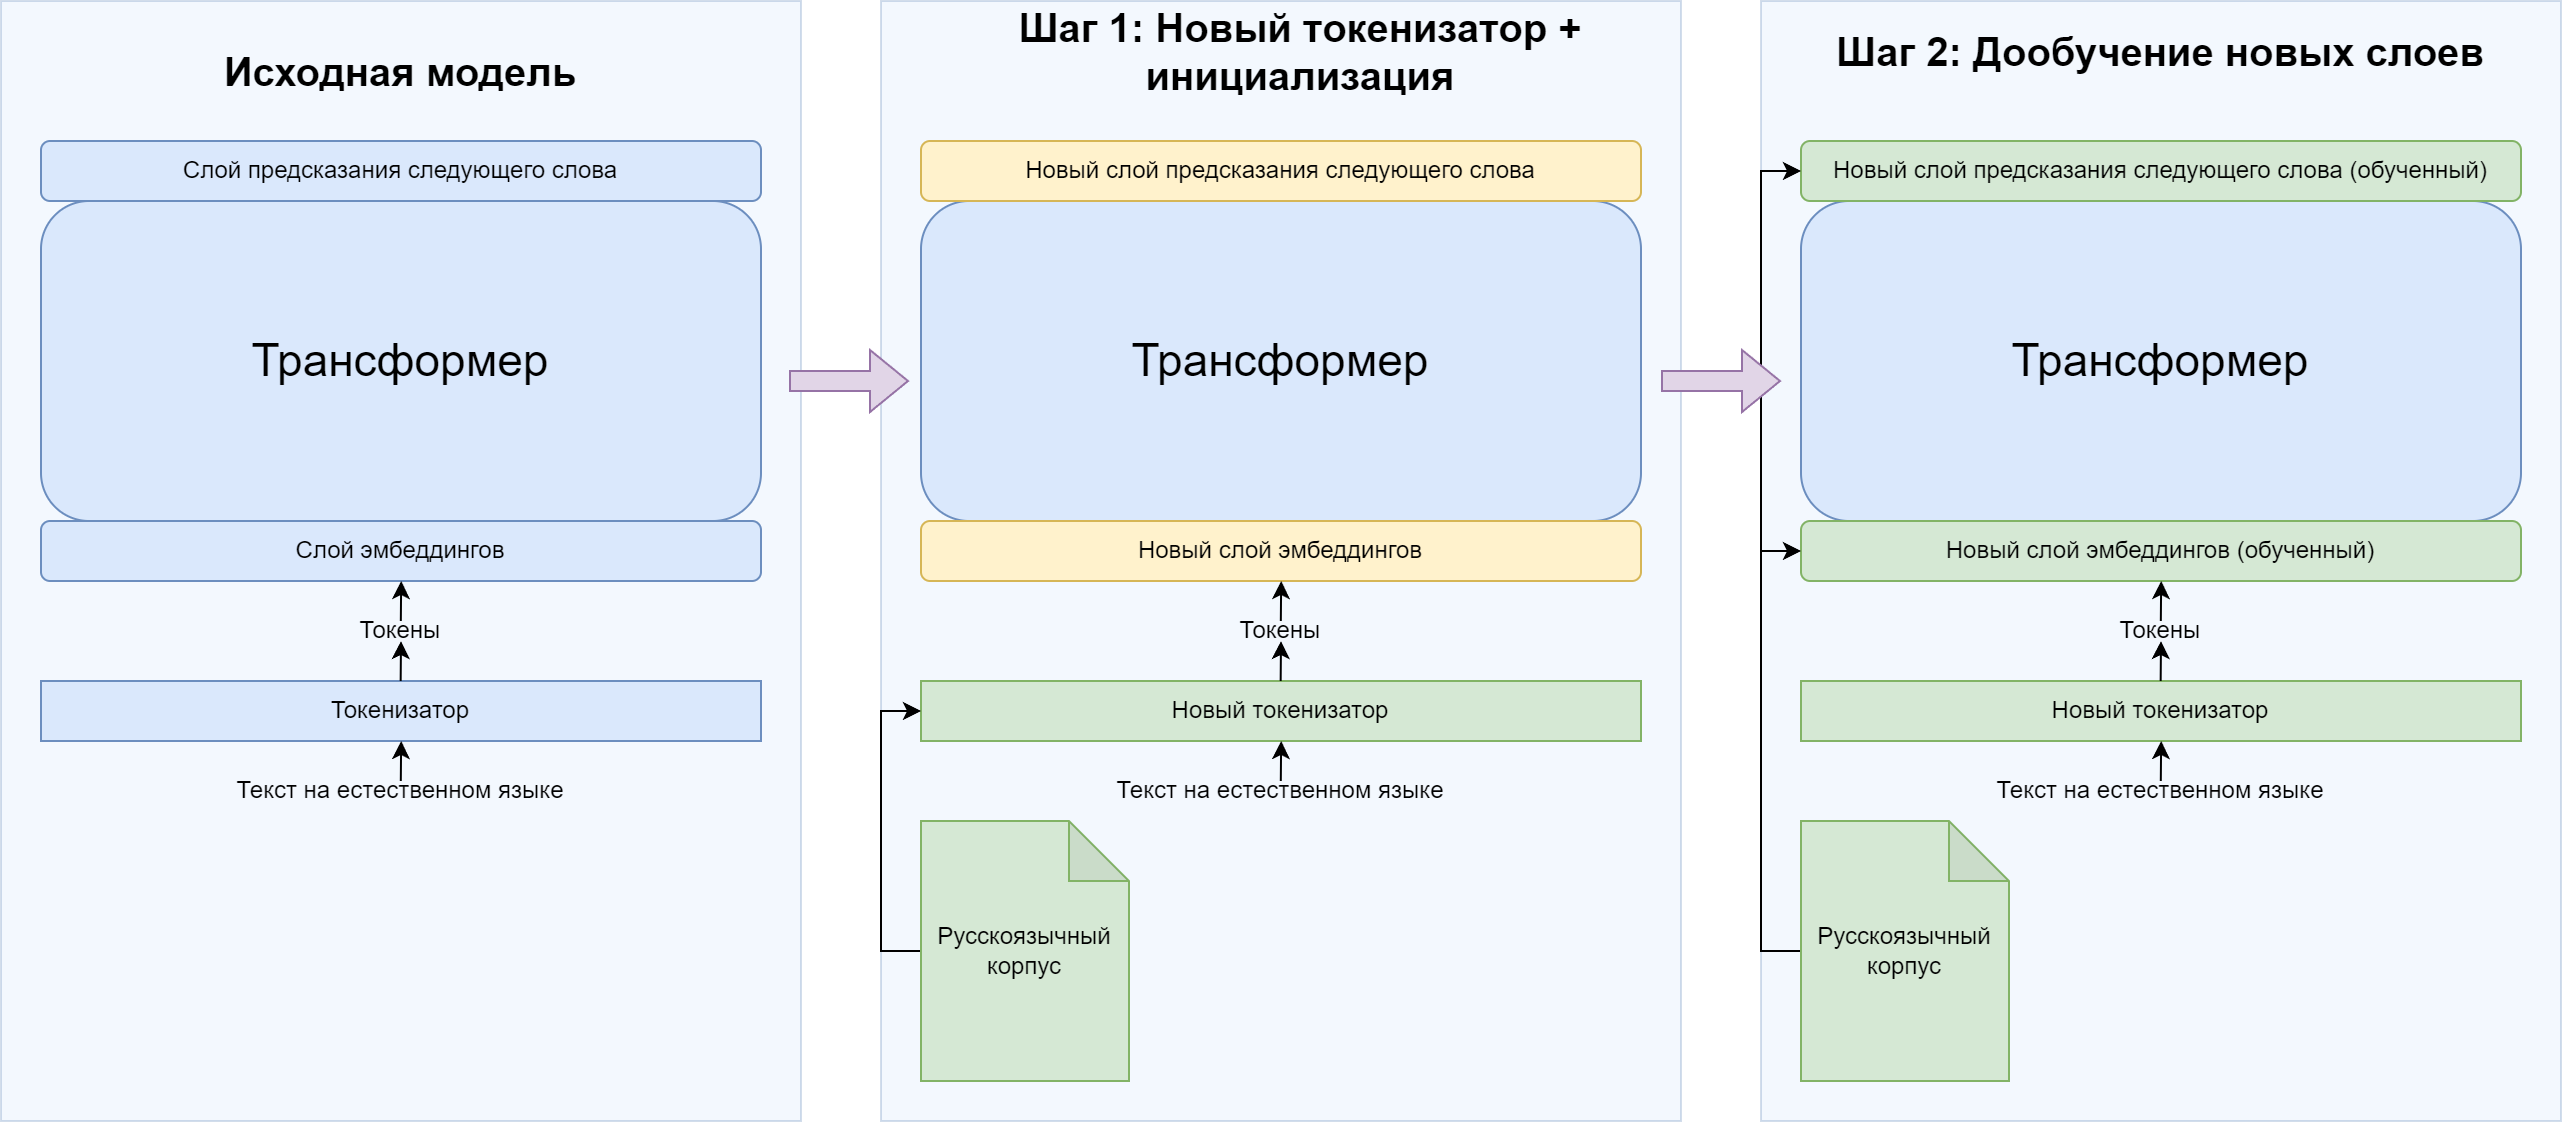 Исходная модель
Слой предсказания следующего слова
Трансформер
Слой эмбеддингов
Токены
Токенизатор
Текст на естественном языке
Шаг 1: Новый токенизатор +
инициализация
Новый слой предсказания следующего слова
Трансформер
Новый слой эмбеддингов
Токены
Новый токенизатор
Текст на естественном языке
Русскоязычный
корпус
Шаг 2: Дообучение новых слоев
Новый слой предсказания следующего слова (обученный)
Трансформер
Новый слой эмбеддингов (обученный)
Токены
Новый токенизатор
Текст на естественном языке
Русскоязычный
корпус